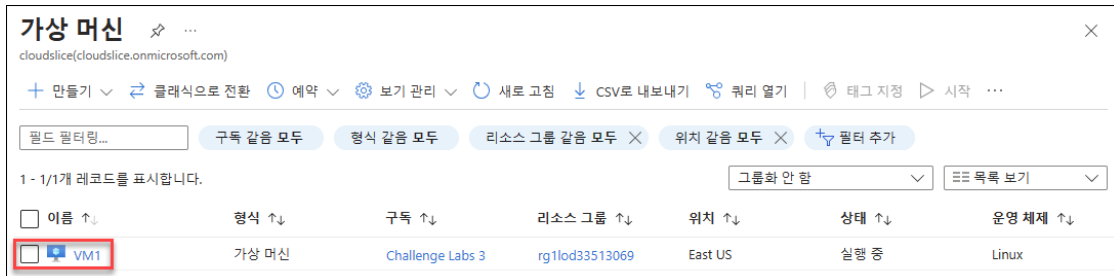 가상 머신 ...
cloudslice(cloudslice.onmicrosoft.com)
만들기 클래식으로 전환 예약 보기 관리 새로 고침 CSV로 내보내기 쿼리 열기 태그 지정 시작 ...
필드 필터링... 구독 같음 모두 형식 같음 모두 리소스 그룹 같음 모두 위치 같음 모두 필터 추가
1 - 1/1개 레코드를 표시합니다. 그룹화 안 함 목록 보기
이름 형식 구독 리소스 그룹 위치 상태 운영 체제
VM1 가상 머신 Challenge Labs 3 rg1lod33513069 East US 실행 중 Linux